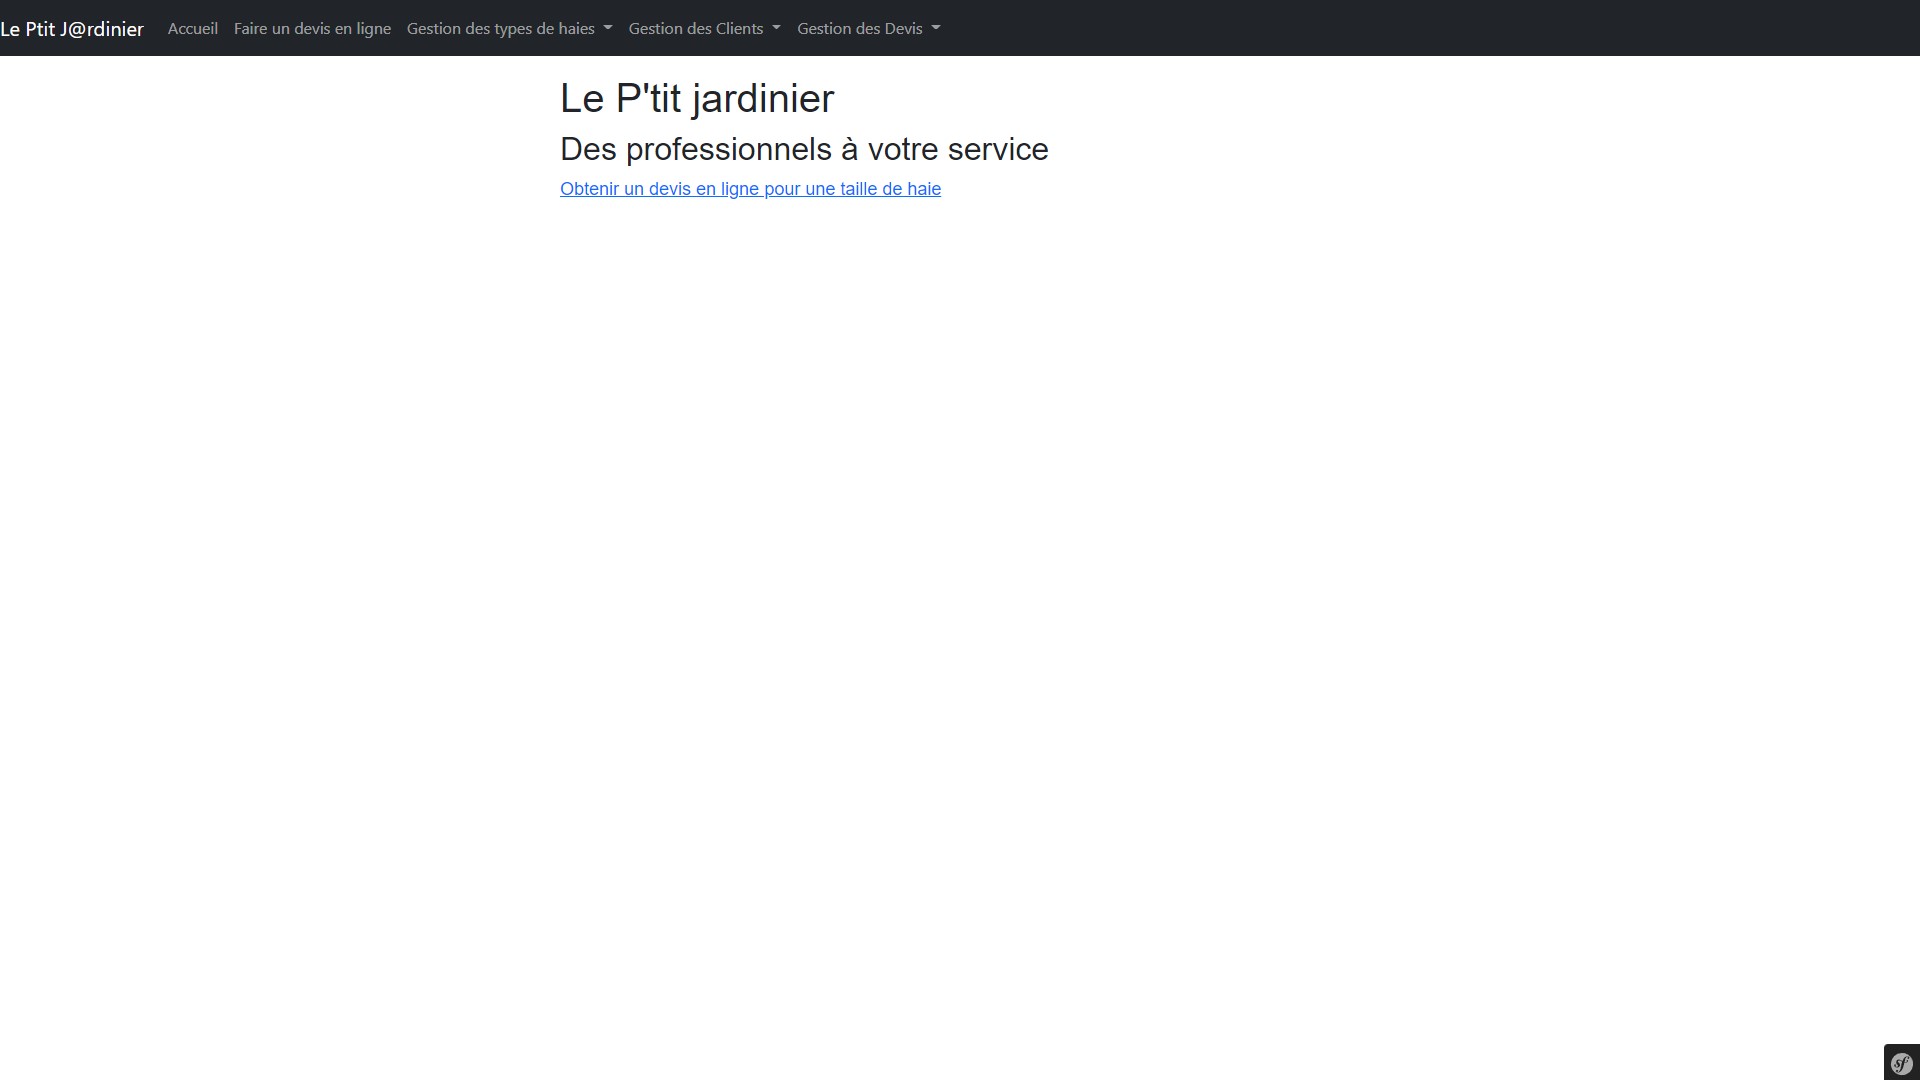 Le Ptit J@rdinier Accueil Faire un devis en ligne Gestion des types de haies Gestion des Clients Gestion des Devis
Le P'tit jardinier
Des professionnels à votre service
Obtenir un devis en ligne pour une taille de haie
sf